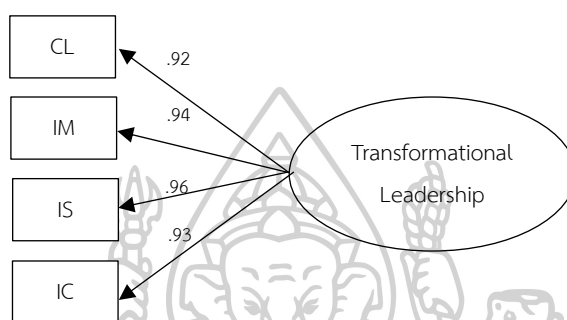 CL
.92
IM
.94
Transformational
Leadership
IS
.96
IC
.93